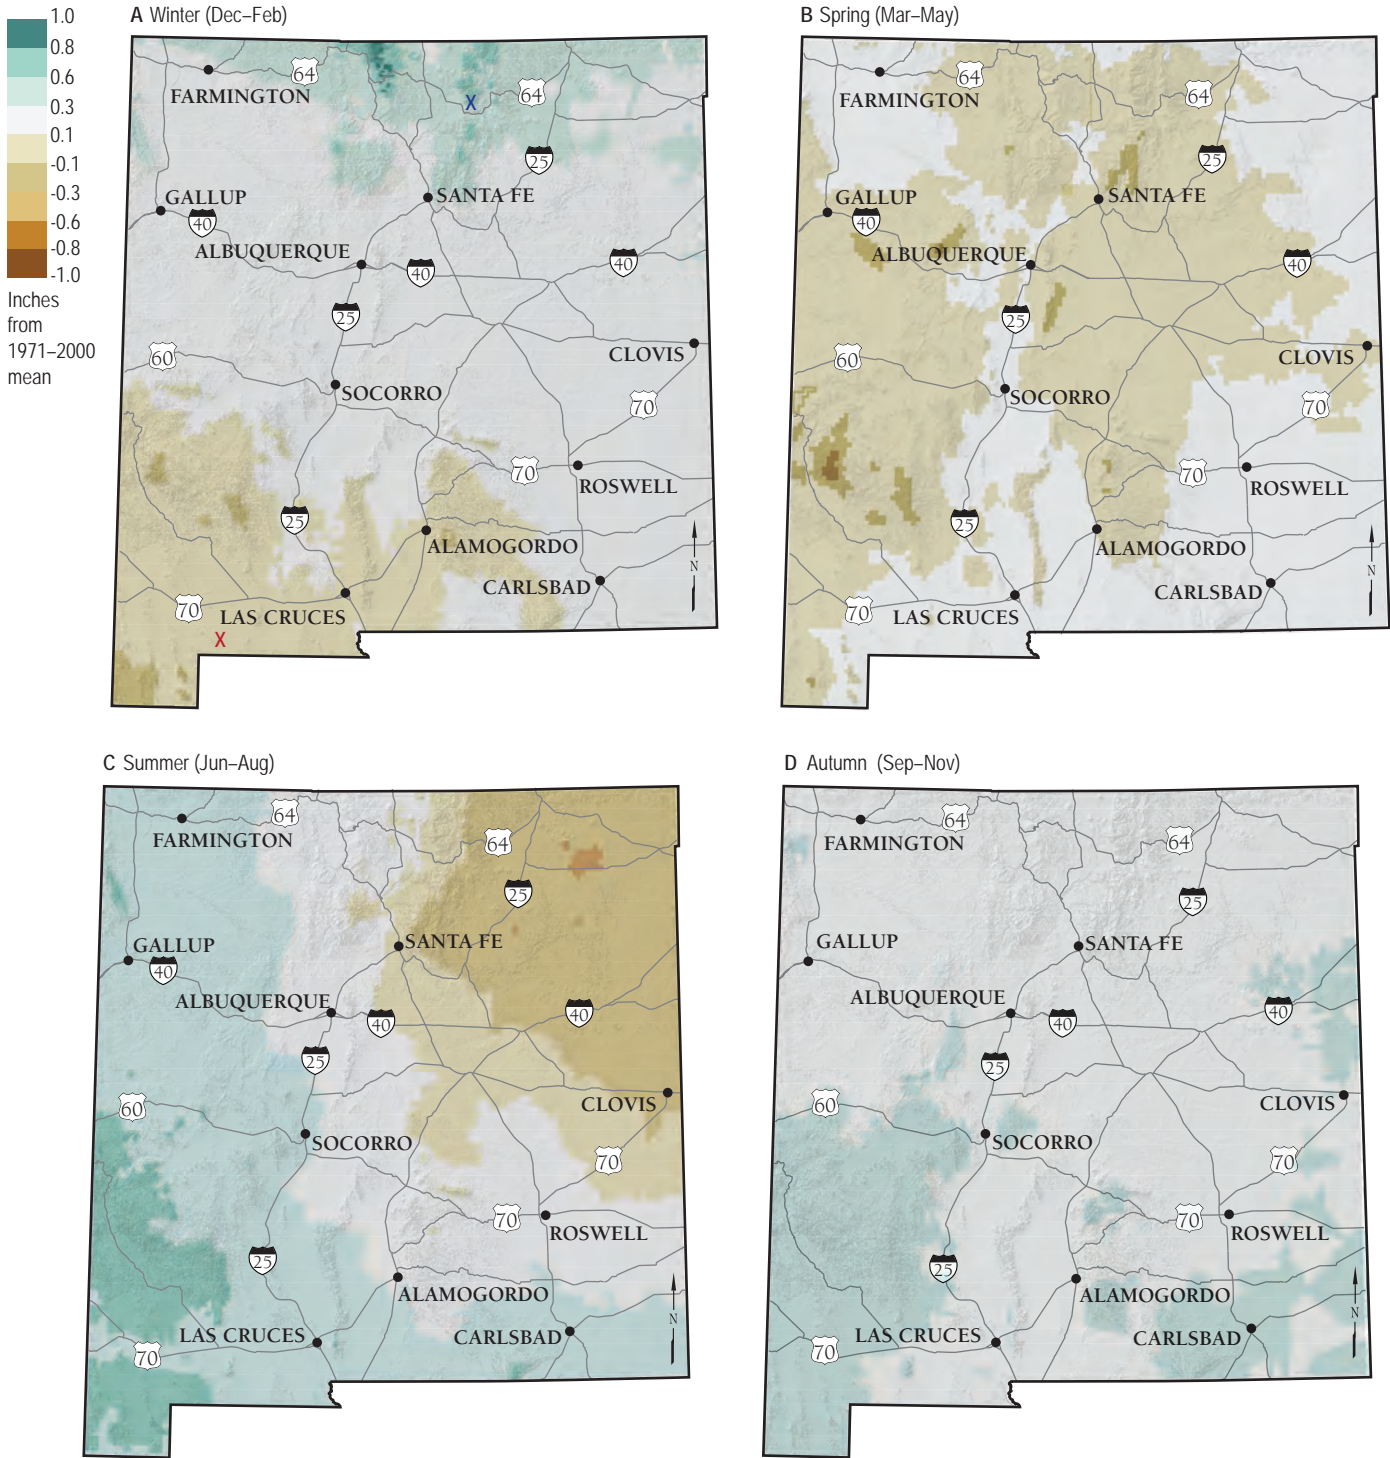 1.0
0.8
0.6
0.3
0.1
-0.1
-0.3
-0.6
-0.8
-1.0
Inches
from
1971–2000
mean
A Winter (Dec–Feb)
64
FARMINGTON
X
64
25
GALLUP
40
SANTA FE
ALBUQUERQUE
40
40
25
60
CLOVIS
SOCORRO
70
70
ROSWELL
25
ALAMOGORDO
CARLSBAD
N
70
LAS CRUCES
X
B Spring (Mar–May)
64
FARMINGTON
64
25
GALLUP
40
SANTA FE
ALBUQUERQUE
40
25
60
CLOVIS
SOCORRO
70
70
ROSWELL
25
ALAMOGORDO
CARLSBAD
N
70
LAS CRUCES
C Summer (Jun–Aug)
64
FARMINGTON
64
25
GALLUP
40
SANTA FE
ALBUQUERQUE
40
40
25
60
CLOVIS
SOCORRO
70
70
ROSWELL
25
ALAMOGORDO
N
LAS CRUCES
CARLSBAD
70
D Autumn (Sep–Nov)
64
FARMINGTON
64
25
GALLUP
SANTA FE
ALBUQUERQUE
40
40
25
60
CLOVIS
SOCORRO
70
70
ROSWELL
25
ALAMOGORDO
N
LAS CRUCES
CARLSBAD
70